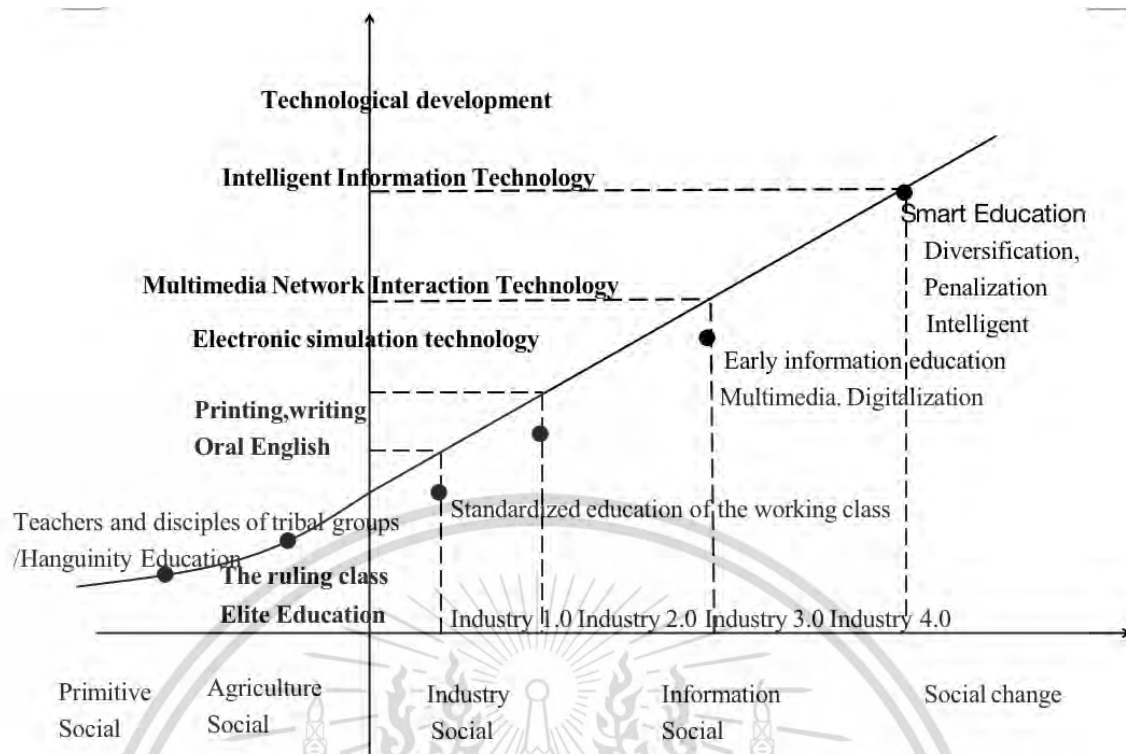 Technological development
Intelligent Information Technology
Smart Education
Diversification,
Penalization
Intelligent
Multimedia Network Interaction Technology
Electronic simulation technology
Early information education
Multimedia. Digitalization
Printing,writing
Oral English
Standardized education of the working class
Teachers and disciples of tribal groups
/Hanguinity Education
The ruling class
Elite Education
Industry 1.0 Industry 2.0 Industry 3.0 Industry 4.0
Primitive
Social
Agriculture
Social
Industry
Social
Information
Social
Social change